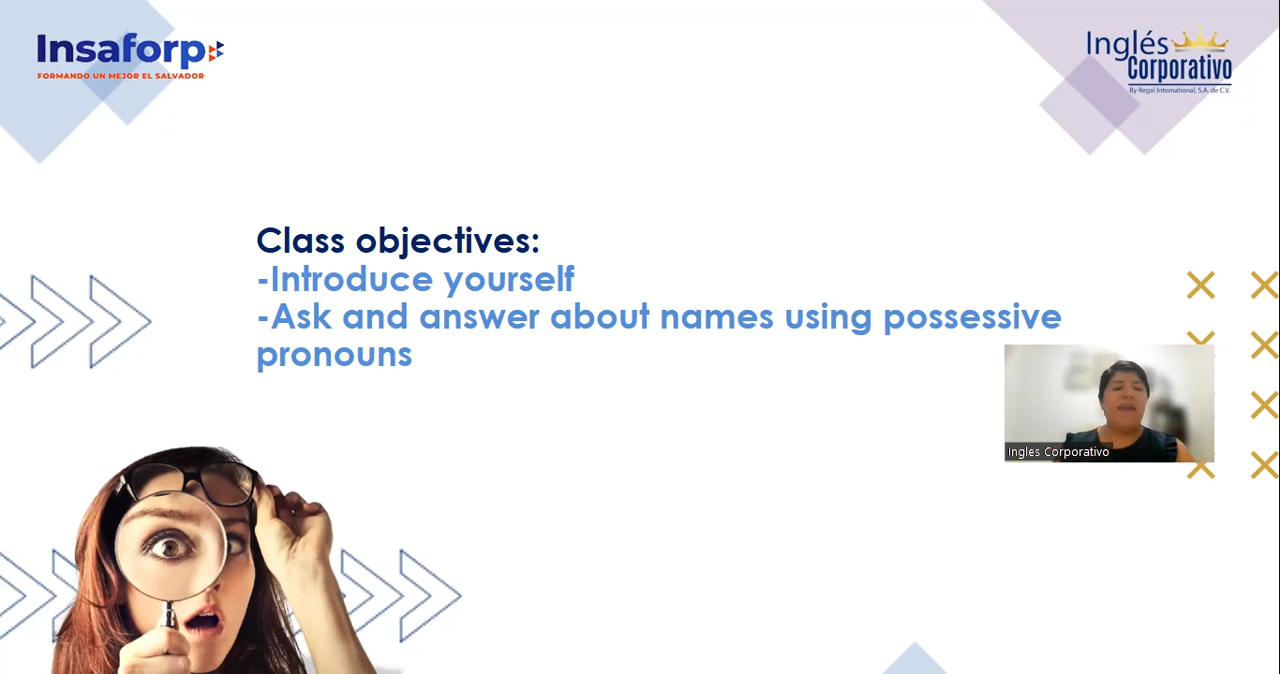 Insaforp
FORMANDO UN MEJOR EL SALVADOR
Inglés
Corporativo
By Regal International, S.A. de C.V.
Class objectives:
-Introduce yourself
-Ask and answer about names using possessive
pronouns
Ingles Corporativo